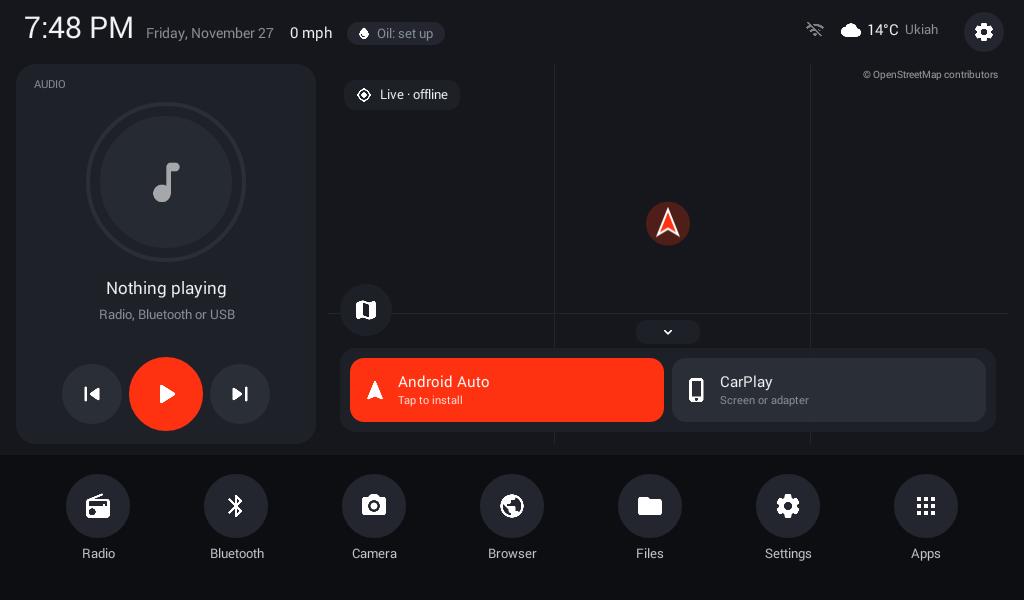 7:48 PM
Friday, November 27
0 mph
Oil: set up
14°C
Ukiah
AUDIO
Nothing playing
Radio, Bluetooth or USB
Live · offline
© OpenStreetMap contributors
Android Auto
Tap to install
CarPlay
Screen or adapter
Radio
Bluetooth
Camera
Browser
Files
Settings
Apps